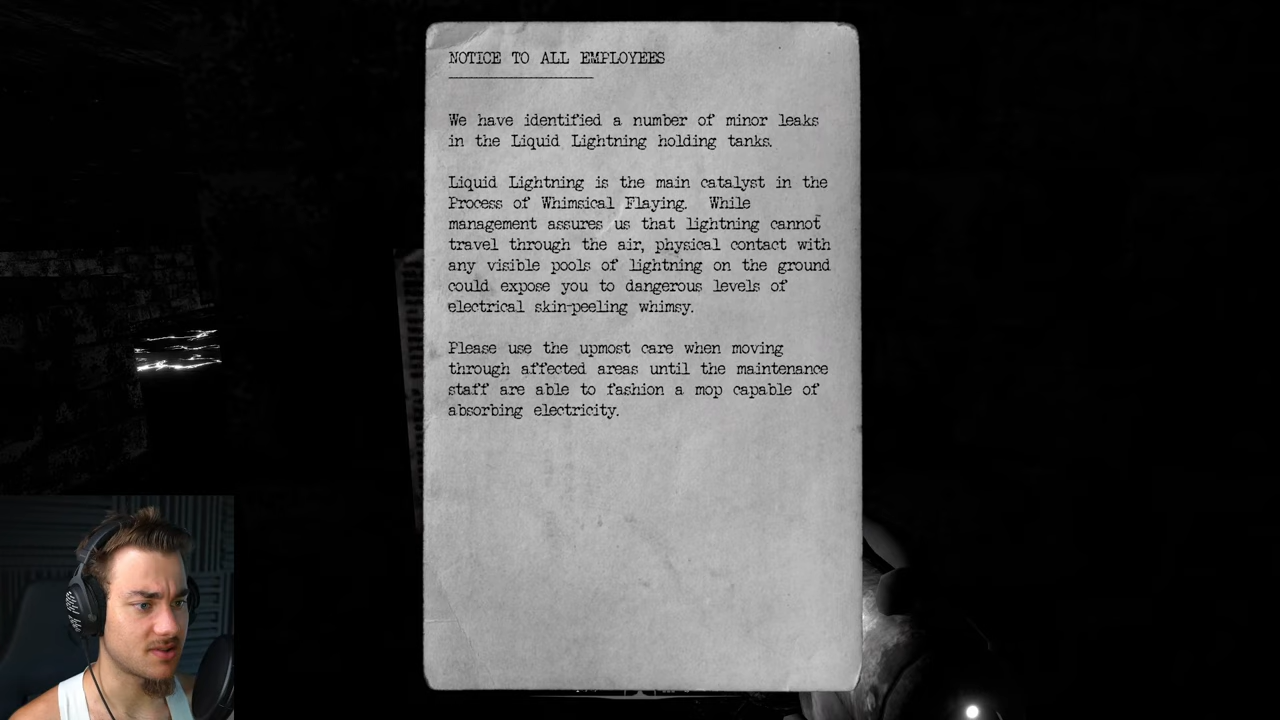 NOTICE TO ALL EMPLOYEES
We have identified a number of minor leaks
in the Liquid Lightning holding tanks.
Liquid Lightning is the main catalyst in the
Process of Whimsical Flaying. While
management assures us that lightning cannot
travel through the air, physical contact with
any visible pools of lightning on the ground
could expose you to dangerous levels of
electrical skin-peeling whimsy.
Please use the upmost care when moving
through affected areas until the maintenance
staff are able to fashion a mop capable of
absorbing electricity.